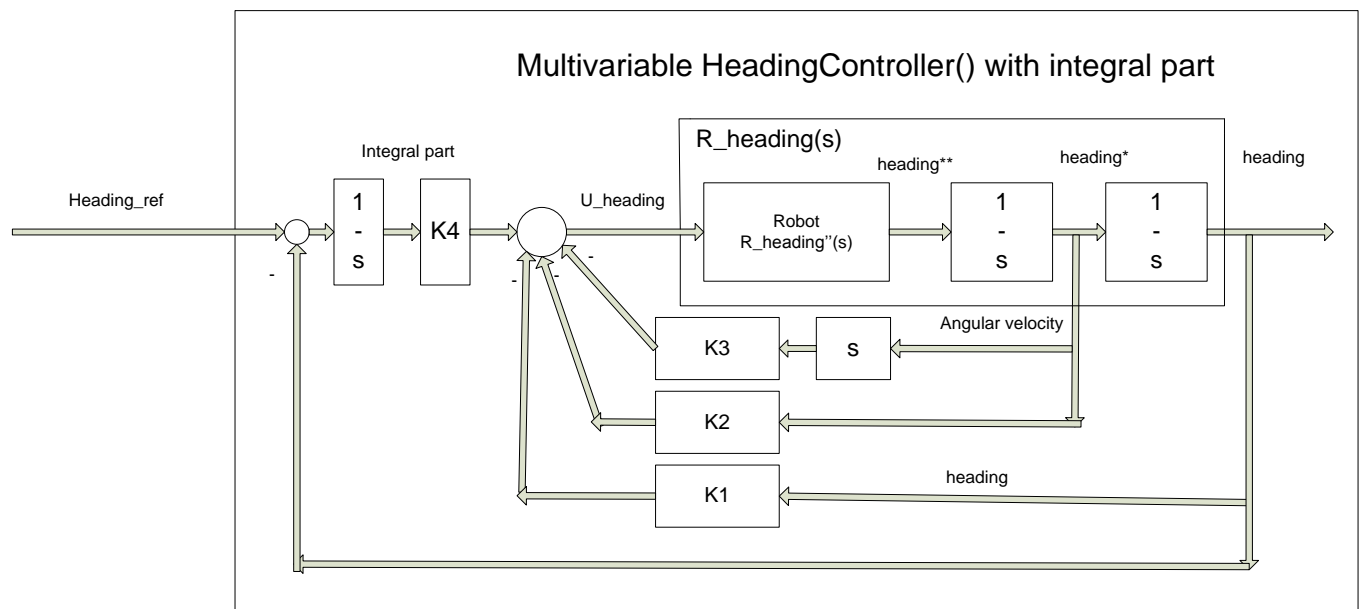 Multivariable HeadingController() with integral part
R_heading(s)
Integral part
heading**
heading*
heading
Heading_ref
U_heading
1
-
s
K4
Robot
R_heading’’(s)
1
-
s
1
-
s
-
-
-
-
Angular velocity
K3
s
K2
K1
heading